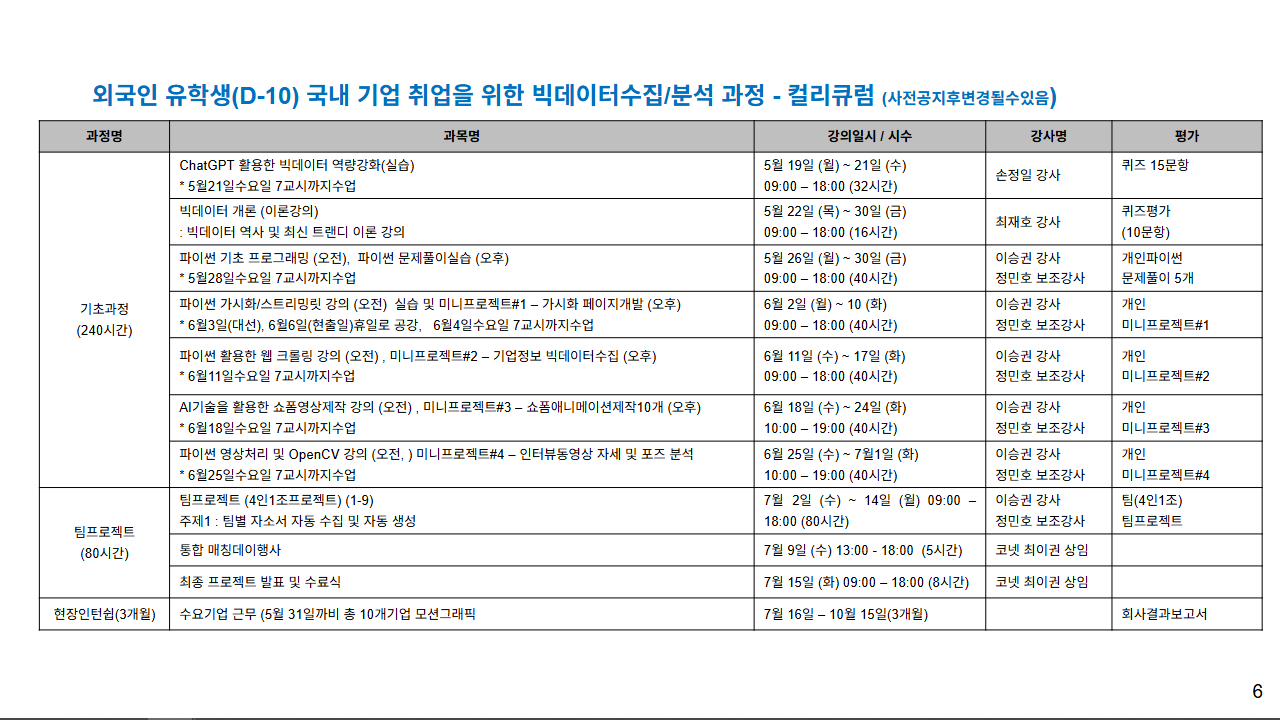 외국인 유학생(D-10) 국내 기업 취업을 위한 빅데이터수집/분석 과정 - 컬리큐럼 (사전공지후변경될수있음)
과정명 과목명 강의일시 / 시수 강사명 평가
기초과정
(240시간)
ChatGPT 활용한 빅데이터 역량강화(실습)
* 5월21일수요일 7교시까지수업
5월 19일 (월) ~ 21일 (수)
09:00 – 18:00 (32시간)
손정일 강사
퀴즈 15문항
빅데이터 개론 (이론강의)
: 빅데이터 역사 및 최신 트랜디 이론 강의
5월 22일 (목) ~ 30일 (금)
09:00 – 18:00 (16시간)
최재호 강사
퀴즈평가
(10문항)
파이썬 기초 프로그래밍 (오전), 파이썬 문제풀이실습 (오후)
* 5월28일수요일 7교시까지수업
5월 26일 (월) ~ 30일 (금)
09:00 – 18:00 (40시간)
이승권 강사
정민호 보조강사
개인파이썬
문제풀이 5개
파이썬 가시화/스트리밍릿 강의 (오전) 실습 및 미니프로젝트#1 – 가시화 페이지개발 (오후)
* 6월3일(대선), 6월6일(현출일)휴일로 공강, 6월4일수요일 7교시까지수업
6월 2일 (월) ~ 10 (화)
09:00 – 18:00 (40시간)
이승권 강사
정민호 보조강사
개인
미니프로젝트#1
파이썬 활용한 웹 크롤링 강의 (오전) , 미니프로젝트#2 – 기업정보 빅데이터수집 (오후)
* 6월11일수요일 7교시까지수업
6월 11일 (수) ~ 17일 (화)
09:00 – 18:00 (40시간)
이승권 강사
정민호 보조강사
개인
미니프로젝트#2
AI기술을 활용한 쇼폼영상제작 강의 (오전) , 미니프로젝트#3 – 쇼폼애니메이션제작10개 (오후)
* 6월18일수요일 7교시까지수업
6월 18일 (수) ~ 24일 (화)
10:00 – 19:00 (40시간)
이승권 강사
정민호 보조강사
개인
미니프로젝트#3
파이썬 영상처리 및 OpenCV 강의 (오전, ) 미니프로젝트#4 – 인터뷰동영상 자세 및 포즈 분석
* 6월25일수요일 7교시까지수업
6월 25일 (수) ~ 7월1일 (화)
10:00 – 19:00 (40시간)
이승권 강사
정민호 보조강사
개인
미니프로젝트#4
팀프로젝트
(80시간)
팀프로젝트 (4인1조프로젝트) (1-9)
주제1 : 팀별 자소서 자동 수집 및 자동 생성
7월 2일 (수) ~ 14일 (월) 09:00 –
18:00 (80시간)
이승권 강사
정민호 보조강사
팀(4인1조)
팀프로젝트
통합 매칭데이행사
7월 9일 (수) 13:00 - 18:00 (5시간)
코넷 최이권 상임
최종 프로젝트 발표 및 수료식
7월 15일 (화) 09:00 – 18:00 (8시간)
코넷 최이권 상임
현장인턴쉽(3개월)
수요기업 근무 (5월 31일까비 총 10개기업 모션그래픽
7월 16일 – 10월 15일(3개월)
회사결과보고서
6